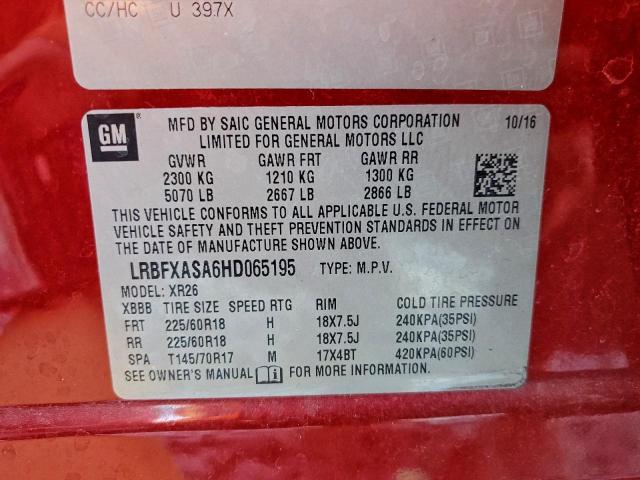 CC/HC U 397X
GM
MFD BY SAIC GENERAL MOTORS CORPORATION 10/16
LIMITED FOR GENERAL MOTORS LLC
GVWR GAWR FRT GAWR RR
2300 KG 1210 KG 1300 KG
5070 LB 2667 LB 2866 LB
THIS VEHICLE CONFORMS TO ALL APPLICABLE U.S. FEDERAL MOTOR
VEHICLE SAFETY AND THEFT PREVENTION STANDARDS IN EFFECT ON
THE DATE OF MANUFACTURE SHOWN ABOVE.
LRBFXASA6HD065195 TYPE: M.P.V.
MODEL: XR26
XBBB TIRE SIZE SPEED RTG RIM COLD TIRE PRESSURE
FRT 225/60R18 H 18X7.5J 240KPA(35PSI)
RR 225/60R18 H 18X7.5J 240KPA(35PSI)
SPA T145/70R17 M 17X4BT 420KPA(60PSI)
SEE OWNER'S MANUAL FOR MORE INFORMATION.